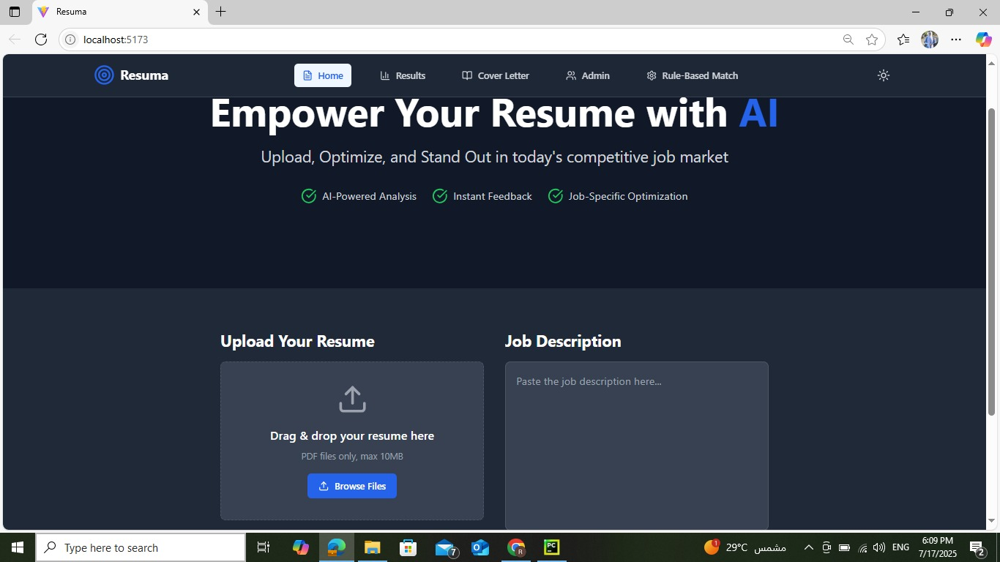 Resuma
localhost:5173
Resuma
Home
Results
Cover Letter
Admin
Rule-Based Match
Empower Your Resume with AI
Upload, Optimize, and Stand Out in today's competitive job market
AI-Powered Analysis
Instant Feedback
Job-Specific Optimization
Upload Your Resume
Job Description
Drag & drop your resume here
PDF files only, max 10MB
Browse Files
Paste the job description here...
Type here to search
7
R
PC
1
29°C مشمس
ENG
6:09 PM
7/17/2025
2